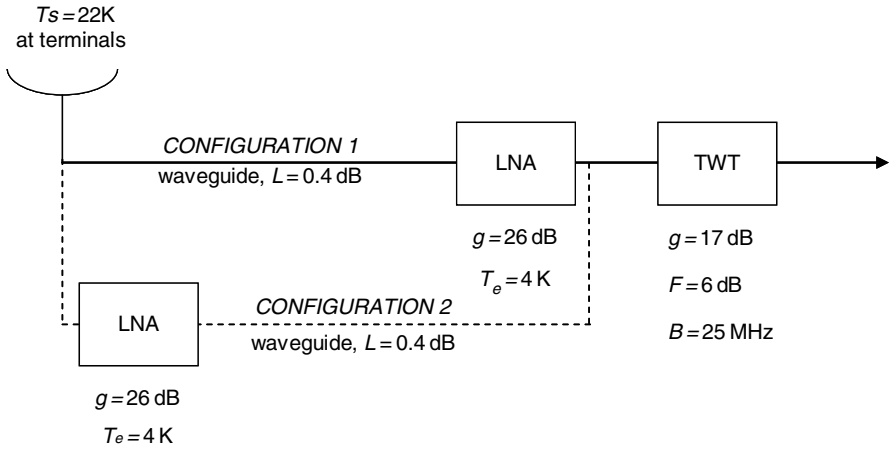 Ts = 22K
at terminals
CONFIGURATION 1
waveguide, L = 0.4 dB
LNA
TWT
g = 26 dB
Te = 4 K
g = 17 dB
F = 6 dB
B = 25 MHz
LNA
CONFIGURATION 2
waveguide, L = 0.4 dB
g = 26 dB
Te = 4 K